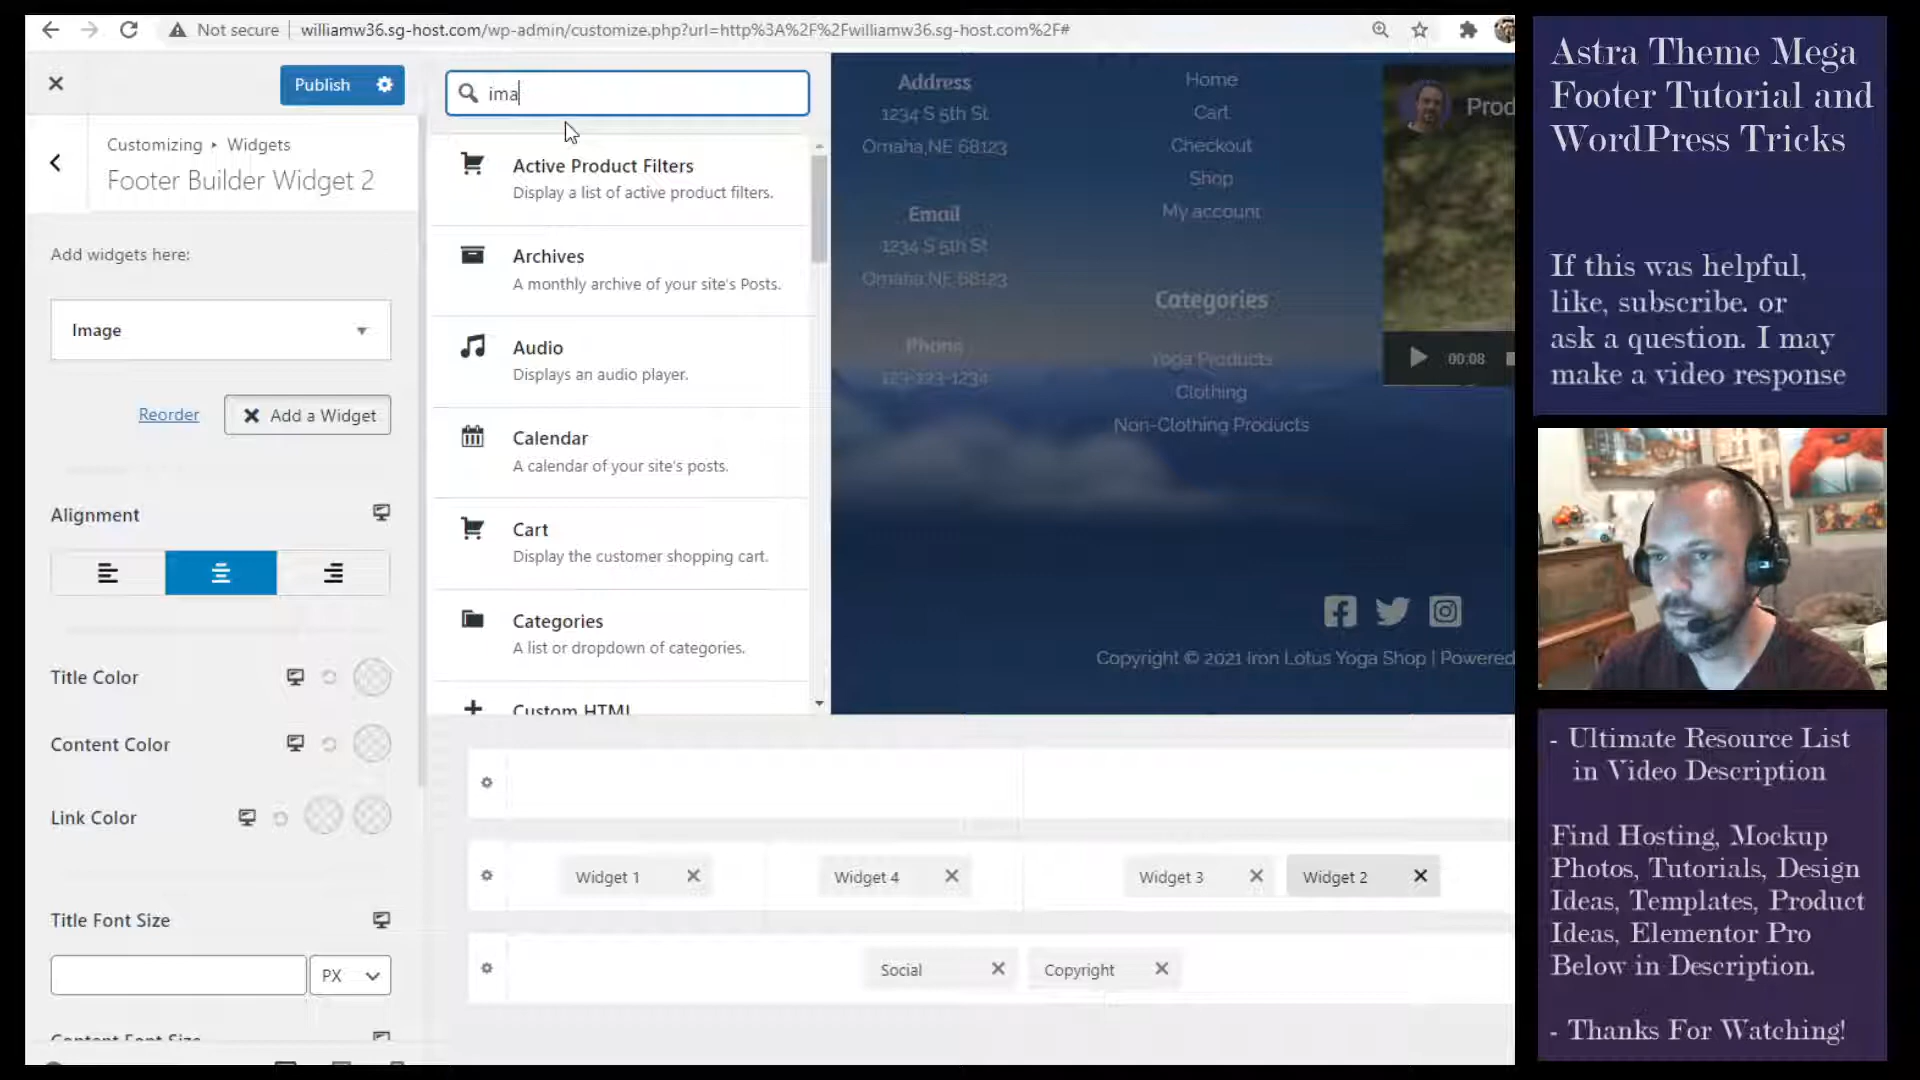 Not secure
williamw36.sg-host.com/wp-admin/customize.php?url=http%3A%2F%2Fwilliamw36.sg-host.com%2F#
Publish
Customizing ▸ Widgets
Footer Builder Widget 2
Add widgets here:
Image
Reorder
Add a Widget
Alignment
Title Color
Content Color
Link Color
Title Font Size
PX
Content Font Size
ima
Active Product Filters
Display a list of active product filters.
Archives
A monthly archive of your site's Posts.
Audio
Displays an audio player.
Calendar
A calendar of your site's posts.
Cart
Display the customer shopping cart.
Categories
A list or dropdown of categories.
Custom HTML
Address
1234 S 5th St
Omaha,NE 68123
Email
1234 S 5th St
Omaha,NE 68123
Phone
123-123-1234
Home
Cart
Checkout
Shop
My account
Categories
Yoga Products
Clothing
Non-Clothing Products
Prod
00:08
Copyright © 2021 Iron Lotus Yoga Shop | Powered
Widget 1
Widget 4
Widget 3
Widget 2
Social
Copyright
Astra Theme Mega
Footer Tutorial and
WordPress Tricks
If this was helpful,
like, subscribe. or
ask a question. I may
make a video response
- Ultimate Resource List
in Video Description
Find Hosting, Mockup
Photos, Tutorials, Design
Ideas, Templates, Product
Ideas, Elementor Pro
Below in Description.
- Thanks For Watching!